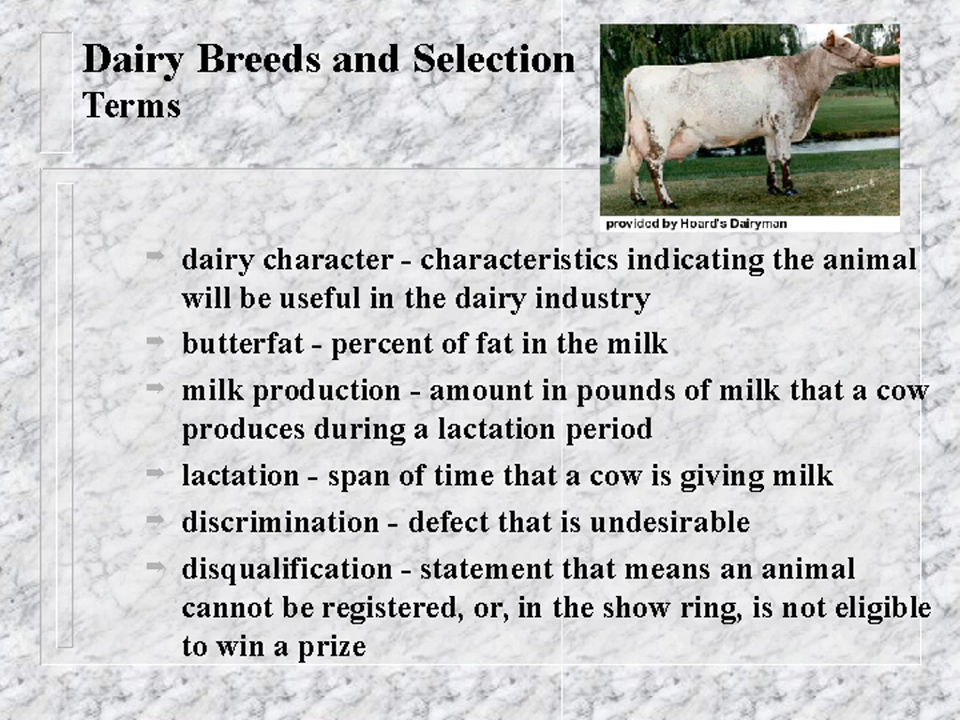 Dairy Breeds and Selection
Terms
provided by Hoard's Dairyman
dairy character - characteristics indicating the animal
will be useful in the dairy industry
butterfat - percent of fat in the milk
milk production - amount in pounds of milk that a cow
produces during a lactation period
lactation - span of time that a cow is giving milk
discrimination - defect that is undesirable
disqualification - statement that means an animal
cannot be registered, or, in the show ring, is not eligible
to win a prize